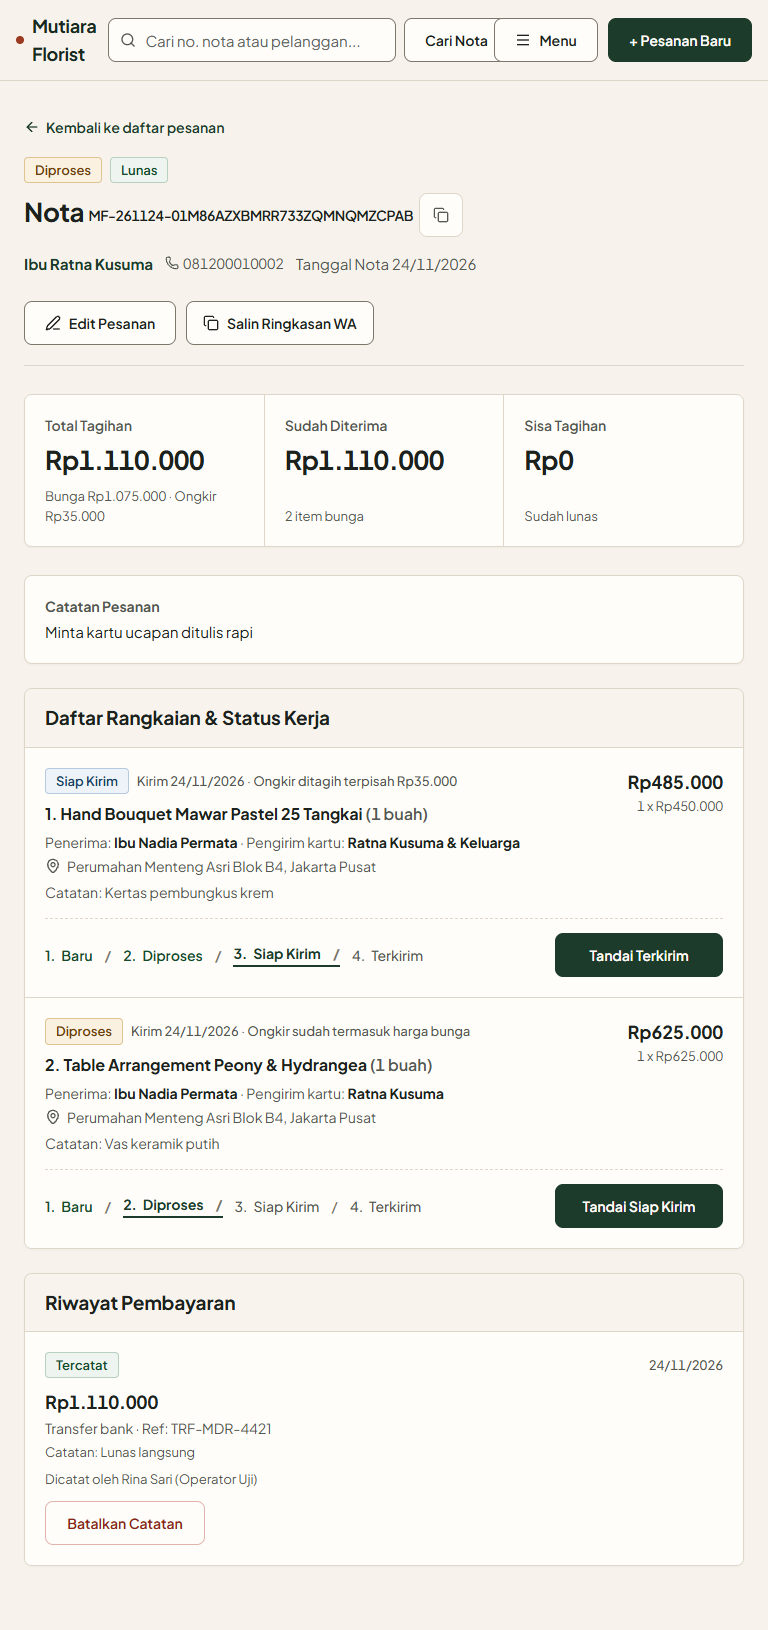 Mutiara
Florist
Cari no. nota atau pelanggan...
Cari Nota
Menu
+ Pesanan Baru
Kembali ke daftar pesanan
Diproses
Lunas
Nota MF-261124-01M86AZXBMRR733ZQMNQMZCPAB
Ibu Ratna Kusuma 081200010002 Tanggal Nota 24/11/2026
Edit Pesanan
Salin Ringkasan WA
Total Tagihan
Rp1.110.000
Bunga Rp1.075.000 · Ongkir
Rp35.000
Sudah Diterima
Rp1.110.000
2 item bunga
Sisa Tagihan
Rp0
Sudah lunas
Catatan Pesanan
Minta kartu ucapan ditulis rapi
Daftar Rangkaian & Status Kerja
Siap Kirim Kirim 24/11/2026 · Ongkir ditagih terpisah Rp35.000
Rp485.000
1 x Rp450.000
1. Hand Bouquet Mawar Pastel 25 Tangkai (1 buah)
Penerima: Ibu Nadia Permata · Pengirim kartu: Ratna Kusuma & Keluarga
Perumahan Menteng Asri Blok B4, Jakarta Pusat
Catatan: Kertas pembungkus krem
1. Baru / 2. Diproses / 3. Siap Kirim / 4. Terkirim
Tandai Terkirim
Diproses Kirim 24/11/2026 · Ongkir sudah termasuk harga bunga
Rp625.000
1 x Rp625.000
2. Table Arrangement Peony & Hydrangea (1 buah)
Penerima: Ibu Nadia Permata · Pengirim kartu: Ratna Kusuma
Perumahan Menteng Asri Blok B4, Jakarta Pusat
Catatan: Vas keramik putih
1. Baru / 2. Diproses / 3. Siap Kirim / 4. Terkirim
Tandai Siap Kirim
Riwayat Pembayaran
Tercatat
24/11/2026
Rp1.110.000
Transfer bank · Ref: TRF-MDR-4421
Catatan: Lunas langsung
Dicatat oleh Rina Sari (Operator Uji)
Batalkan Catatan